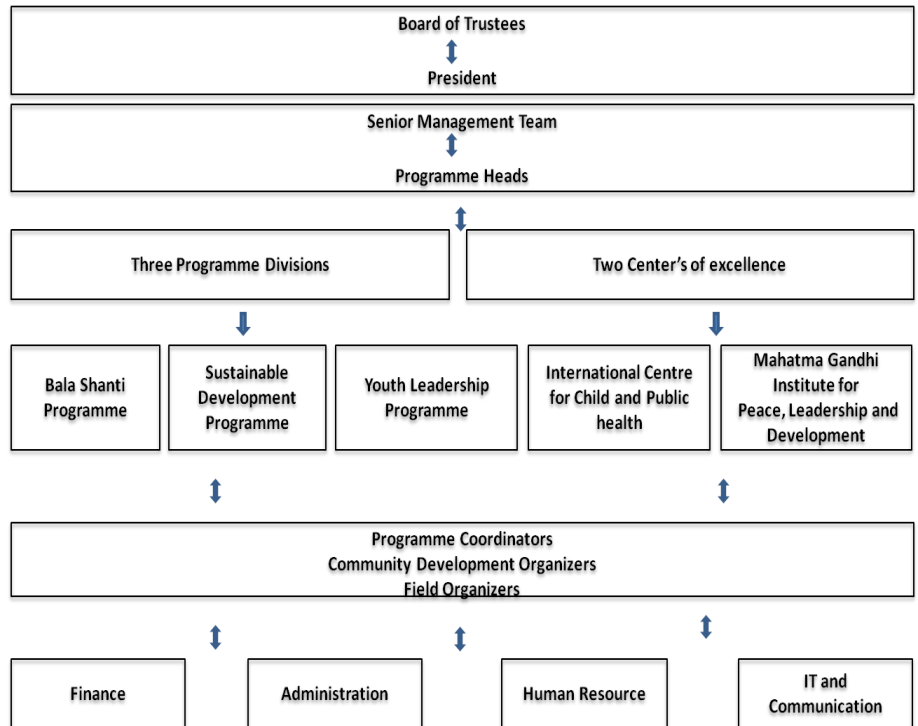 Board of Trustees
President
Senior Management Team
Programme Heads
Three Programme Divisions
Two Center's of excellence
Bala Shanti
Programme
Sustainable
Development
Programme
Youth Leadership
Programme
International Centre
for Child and Public
health
Mahatma Gandhi
Institute for
Peace, Leadership and
Development
Programme Coordinators
Community Development Organizers
Field Organizers
Finance
Administration
Human Resource
IT and
Communication